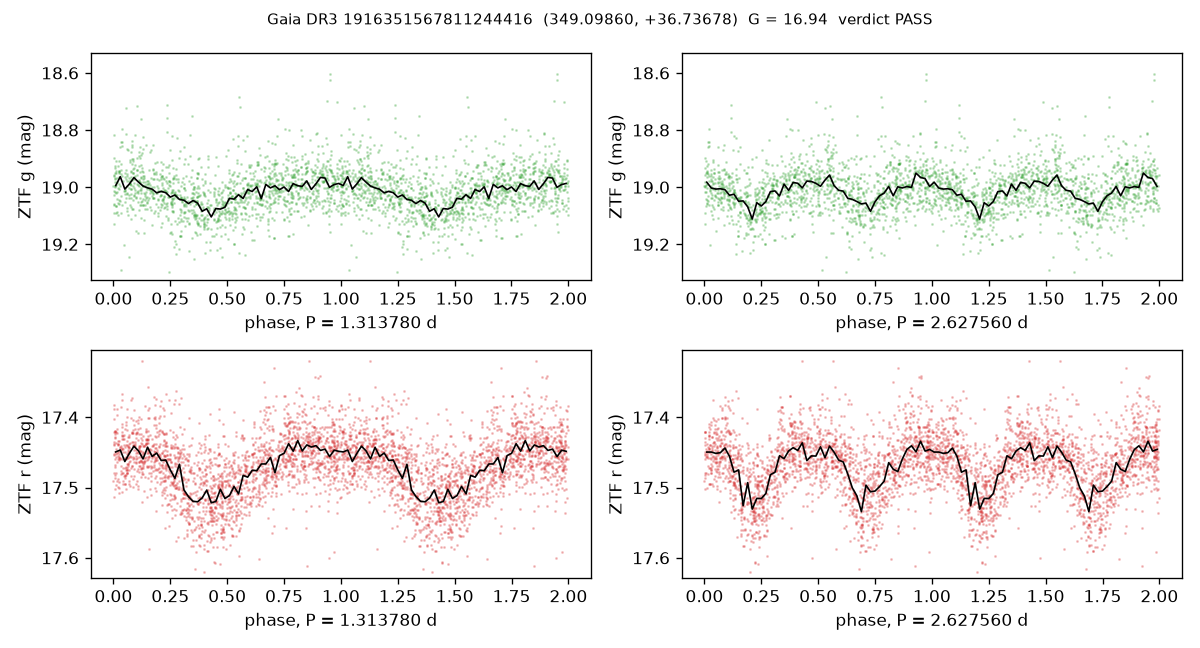 Gaia DR3 1916351567811244416  (349.09860, +36.73678)  G = 16.94  verdict PASS
ZTF g (mag)
18.6
18.8
19.0
19.2
0.00 0.25 0.50 0.75 1.00 1.25 1.50 1.75 2.00
phase, P = 1.313780 d
ZTF g (mag)
18.6
18.8
19.0
19.2
0.00 0.25 0.50 0.75 1.00 1.25 1.50 1.75 2.00
phase, P = 2.627560 d
ZTF r (mag)
17.4
17.5
17.6
0.00 0.25 0.50 0.75 1.00 1.25 1.50 1.75 2.00
phase, P = 1.313780 d
ZTF r (mag)
17.4
17.5
17.6
0.00 0.25 0.50 0.75 1.00 1.25 1.50 1.75 2.00
phase, P = 2.627560 d